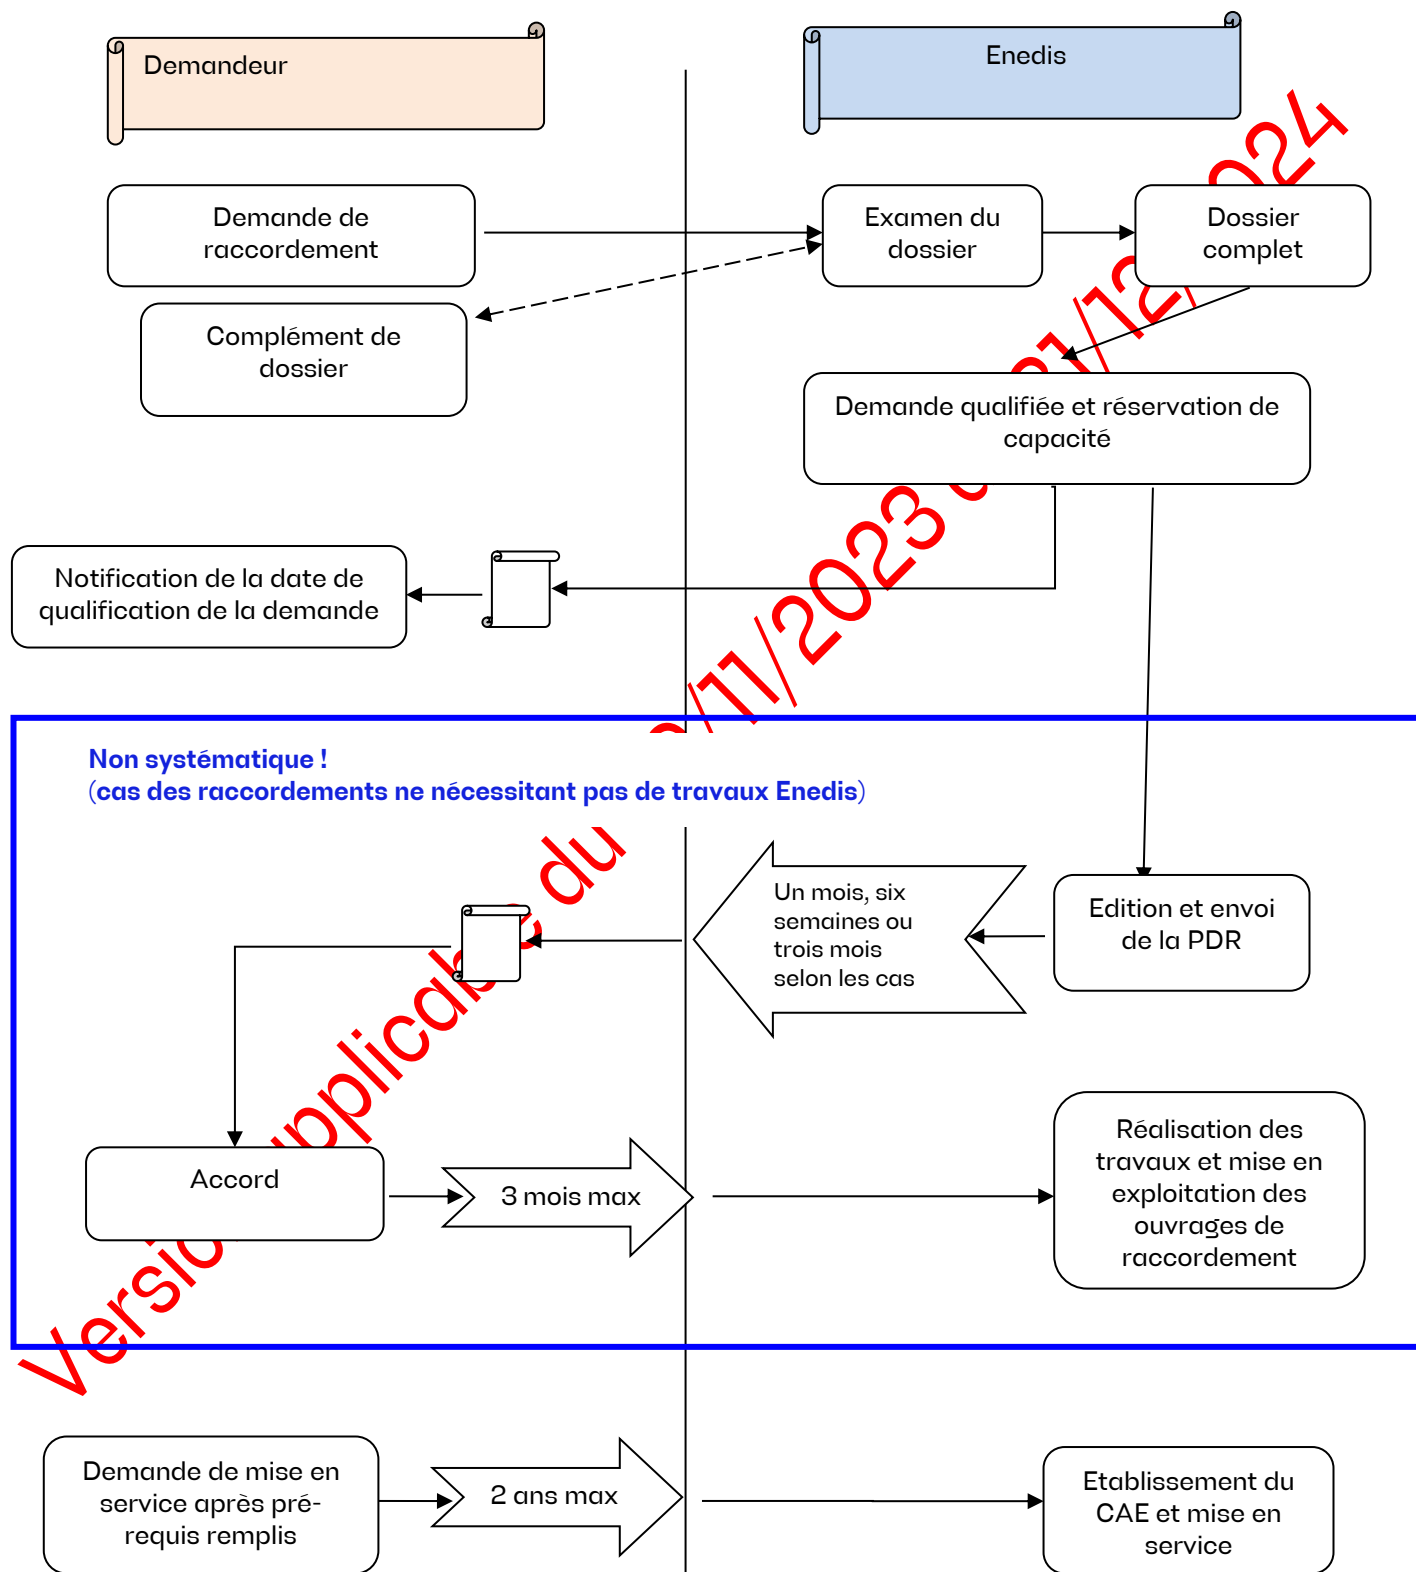 Demandeur
Enedis
Demande de
raccordement
Examen du
dossier
Dossier
complet
Complément de
dossier
Demande qualifiée et réservation de
capacité
Notification de la date de
qualification de la demande
Non systématique !
(cas des raccordements ne nécessitant pas de travaux Enedis)
Un mois, six
semaines ou
trois mois
selon les cas
Edition et envoi
de la PDR
Accord
3 mois max
Réalisation des
travaux et mise en
exploitation des
ouvrages de
raccordement
Demande de mise en
service après pré-
requis remplis
2 ans max
Etablissement du
CAE et mise en
service
du /11/2023